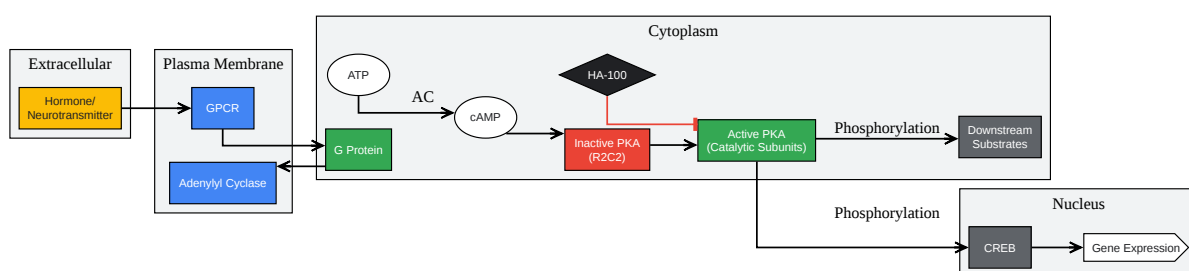 Extracellular
Hormone/
Neurotransmitter
Plasma Membrane
GPCR
Adenylyl Cyclase
Cytoplasm
ATP
AC
cAMP
G Protein
HA-100
Inactive PKA
(R2C2)
Active PKA
(Catalytic Subunits)
Phosphorylation
Downstream
Substrates
Phosphorylation
Nucleus
CREB
Gene Expression